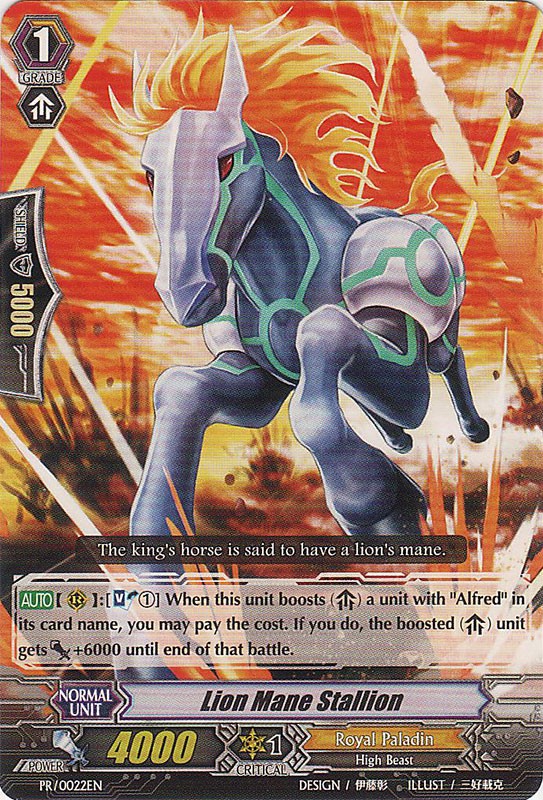 1
GRADE
SHIELD
5000
The king's horse is said to have a lion's mane.
AUTO【 R 】:[ V ①] When this unit boosts ( ) a unit with "Alfred" in
its card name, you may pay the cost. If you do, the boosted ( ) unit
gets +6000 until end of that battle.
NORMAL
UNIT
Lion Mane Stallion
POWER
4000
1
CRITICAL
Royal Paladin
High Beast
PR/0022EN
DESIGN / 伊藤彰
ILLUST / 三好載克